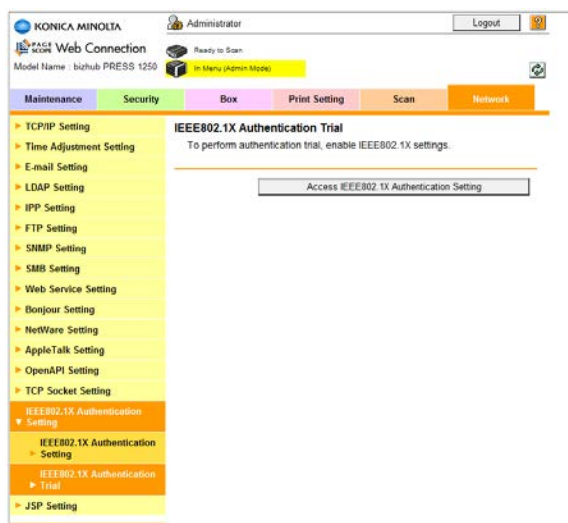 KONICA MINOLTA
Administrator
Logout
?
PAGE SCOPE Web Connection
Ready to Scan
Model Name : bizhub PRESS 1250
In Menu (Admin Mode)
Maintenance Security Box Print Setting Scan Network
TCP/IP Setting
Time Adjustment Setting
E-mail Setting
LDAP Setting
IPP Setting
FTP Setting
SNMP Setting
SMB Setting
Web Service Setting
Bonjour Setting
NetWare Setting
AppleTalk Setting
OpenAPI Setting
TCP Socket Setting
IEEE802.1X Authentication
Setting
IEEE802.1X Authentication
Setting
IEEE802.1X Authentication
Trial
JSP Setting
IEEE802.1X Authentication Trial
To perform authentication trial, enable IEEE802.1X settings.
Access IEEE802.1X Authentication Setting